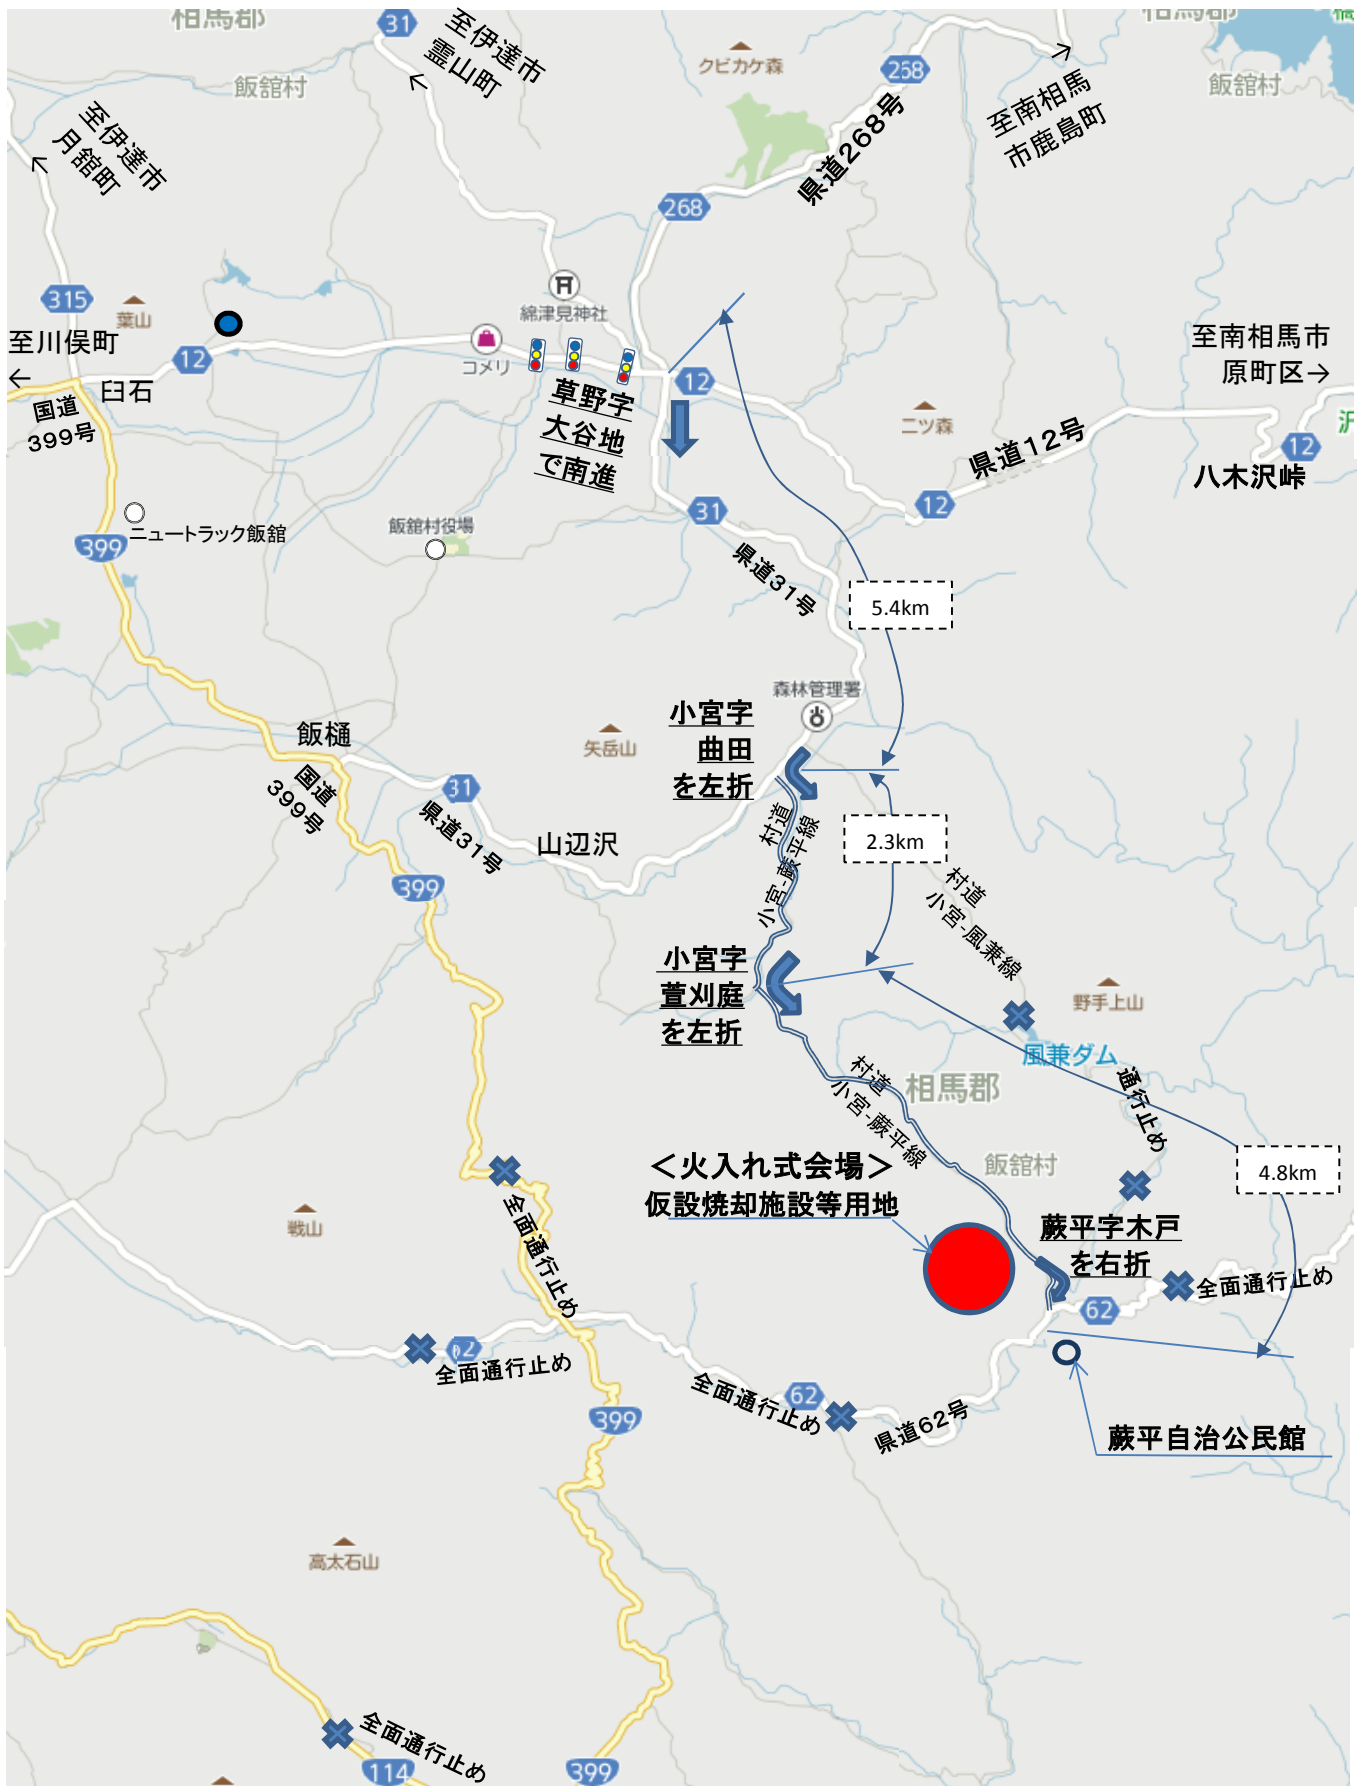 相馬郡
31
至伊達市
霊山町
飯舘村
クビカケ森
268
相馬郡
飯舘村
至南相馬
市鹿島町
県道268号
至伊達市
月舘町
268
315
葉山
至川俣町
←
12
臼石
国道
399号
綿津見神社
コメリ
草野字
大谷地
で南進
12
至南相馬市
原町区→
二ツ森
県道12号
12
八木沢峠
12
ニュートラック飯舘
399
飯舘村役場
31
県道31号
5.4km
森林管理署
小宮字
曲田
を左折
飯樋
国道
399号
31
県道31号
矢岳山
山辺沢
399
村道
小宮-蕨平線
2.3km
村道
小宮-風兼線
小宮字
萱刈庭
を左折
野手上山
風兼ダム
通行止め
村道
小宮-蕨平線
相馬郡
飯舘村
4.8km
＜火入れ式会場＞
仮設焼却施設等用地
蕨平字木戸
を右折
全面通行止め
62
戦山
全面通行止め
全面通行止め
399
全面通行止め
62
県道62号
蕨平自治公民館
高太石山
全面通行止め
114
399